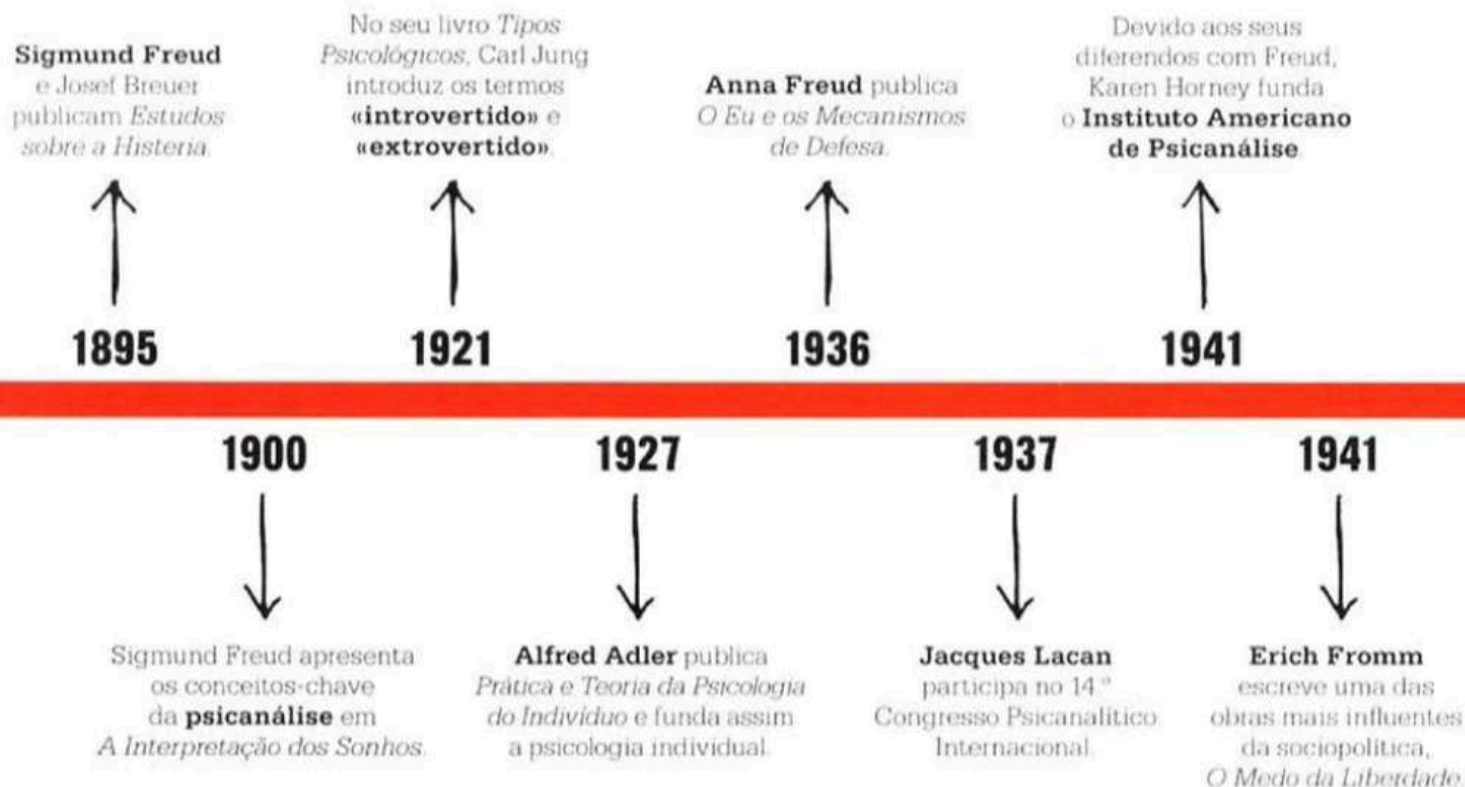 Sigmund Freud
e Josef Breuer
publicam Estudos
sobre a Histeria.
No seu livro Tipos
Psicológicos, Carl Jung
introduz os termos
«introvertido» e
«extrovertido».
Anna Freud publica
O Eu e os Mecanismos
de Defesa.
Devido aos seus
diferendos com Freud,
Karen Horney funda
o Instituto Americano
de Psicanálise.
1895
1921
1936
1941
1900
1927
1937
1941
Sigmund Freud apresenta
os conceitos-chave
da psicanálise em
A Interpretação dos Sonhos.
Alfred Adler publica
Prática e Teoria da Psicologia
do Indivíduo e funda assim
a psicologia individual.
Jacques Lacan
participa no 14.º
Congresso Psicanalítico
Internacional.
Erich Fromm
escreve uma das
obras mais influentes
da sociopolítica,
O Medo da Liberdade.